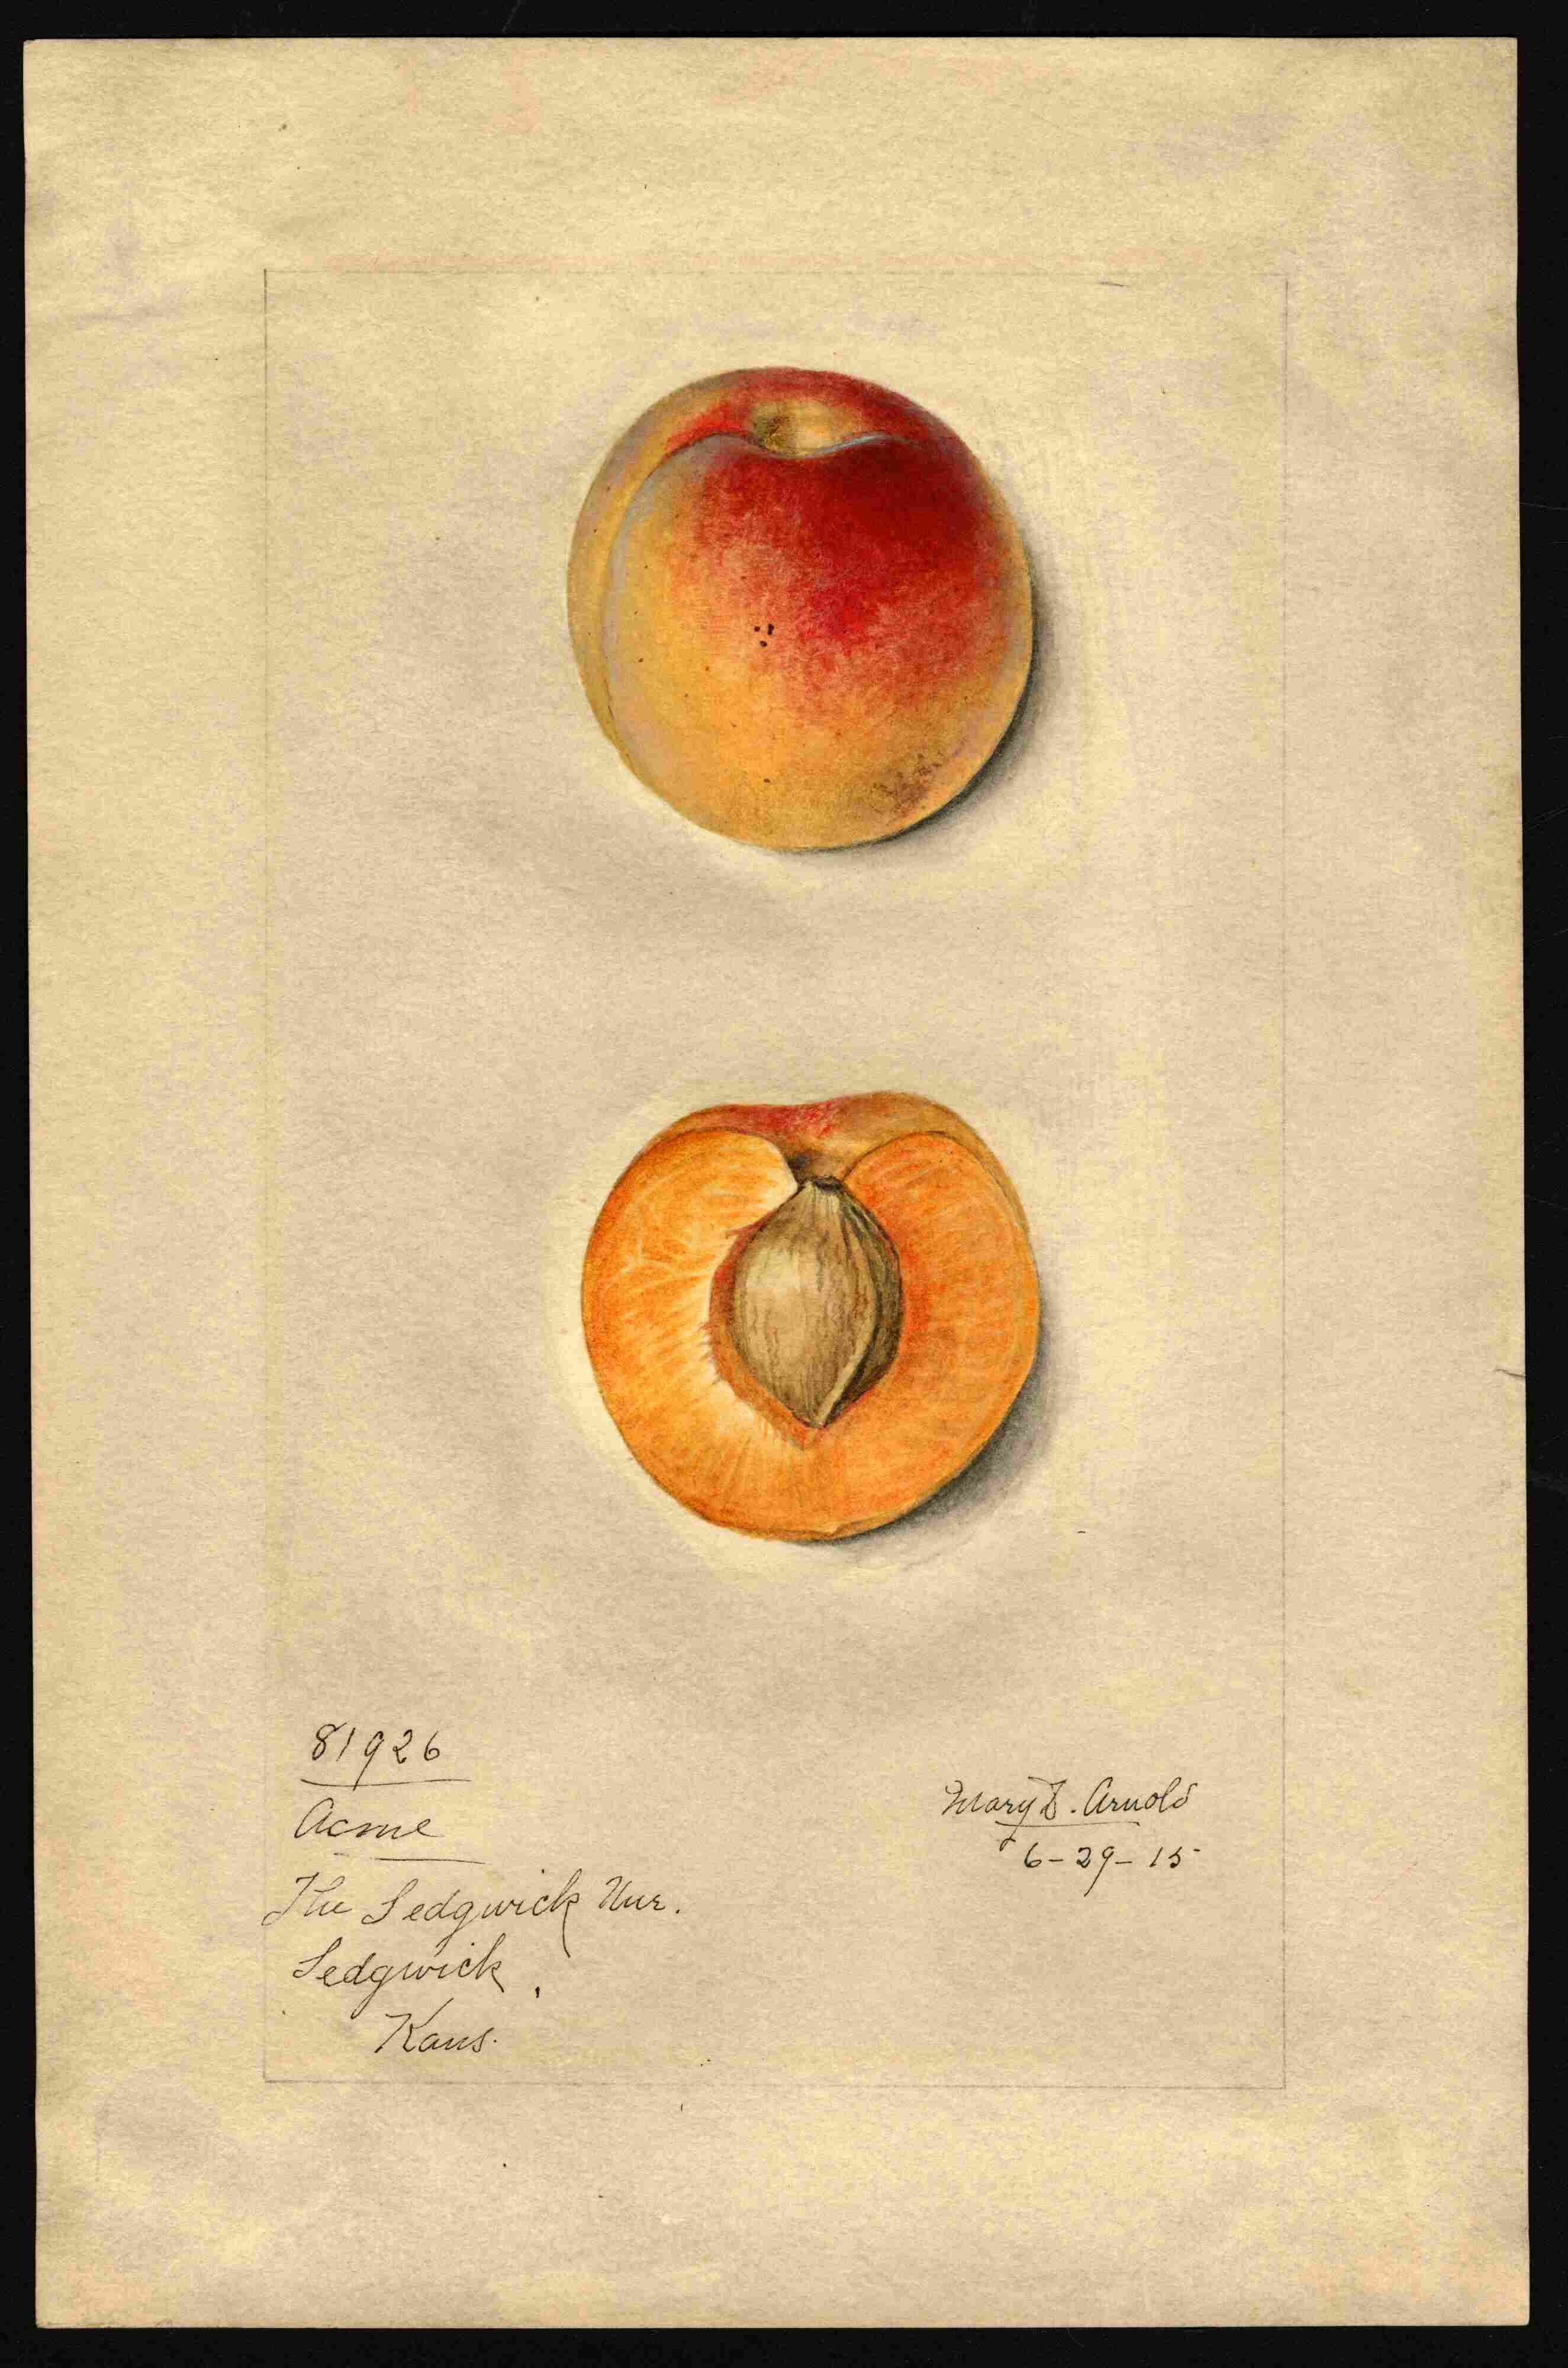 81926
Acme
The Sedgwick Nur.
Sedgwick,
Kans.
Mary D. Arnold
6-29-15